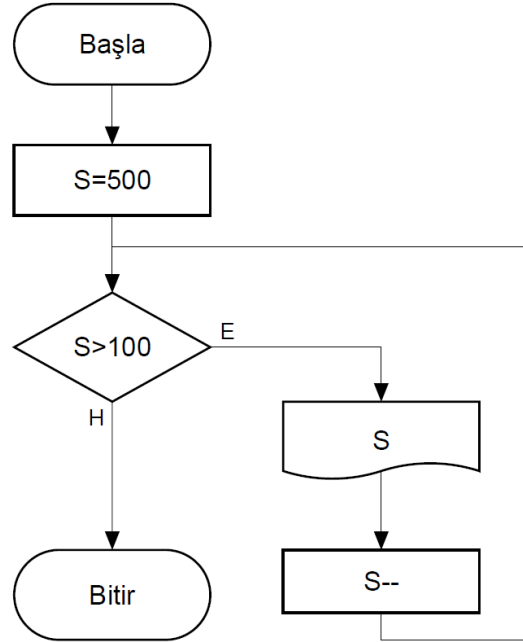 Başla
S=500
S>100
E
H
S
S--
Bitir